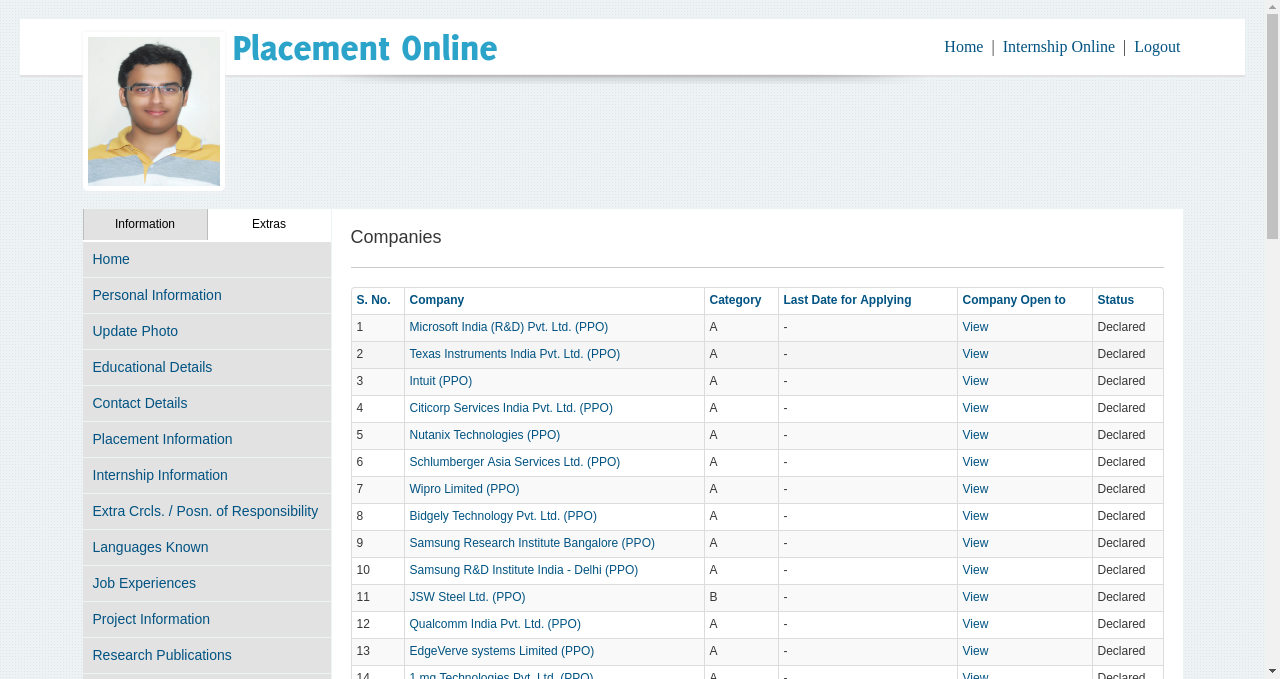 Placement Online
Home | Internship Online | Logout
Information Extras
Home
Personal Information
Update Photo
Educational Details
Contact Details
Placement Information
Internship Information
Extra Crcls. / Posn. of Responsibility
Languages Known
Job Experiences
Project Information
Research Publications
Companies
S. No. Company Category Last Date for Applying Company Open to Status
1 Microsoft India (R&D) Pvt. Ltd. (PPO) A - View Declared
2 Texas Instruments India Pvt. Ltd. (PPO) A - View Declared
3 Intuit (PPO) A - View Declared
4 Citicorp Services India Pvt. Ltd. (PPO) A - View Declared
5 Nutanix Technologies (PPO) A - View Declared
6 Schlumberger Asia Services Ltd. (PPO) A - View Declared
7 Wipro Limited (PPO) A - View Declared
8 Bidgely Technology Pvt. Ltd. (PPO) A - View Declared
9 Samsung Research Institute Bangalore (PPO) A - View Declared
10 Samsung R&D Institute India - Delhi (PPO) A - View Declared
11 JSW Steel Ltd. (PPO) B - View Declared
12 Qualcomm India Pvt. Ltd. (PPO) A - View Declared
13 EdgeVerve systems Limited (PPO) A - View Declared
14 1 mg Technologies Pvt. Ltd. (PPO) A - View Declared